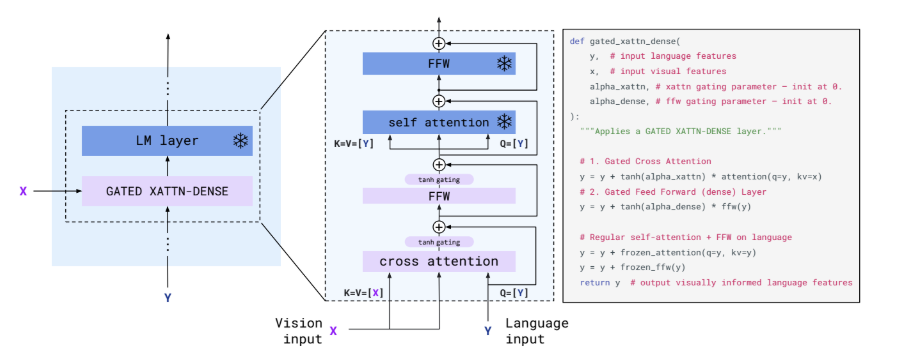 LM layer
X
GATED XATTN-DENSE
Y
FFW
self attention
K=V=[Y]
Q=[Y]
tanh gating
FFW
tanh gating
cross attention
K=V=[X]
Q=[Y]
Vision input X
Y Language input
def gated_xattn_dense(
y, # input language features
x, # input visual features
alpha_xattn, # xattn gating parameter – init at 0.
alpha_dense, # ffw gating parameter – init at 0.
):
"""Applies a GATED XATTN-DENSE layer."""
# 1. Gated Cross Attention
y = y + tanh(alpha_xattn) * attention(q=y, kv=x)
# 2. Gated Feed Forward (dense) Layer
y = y + tanh(alpha_dense) * ffw(y)
# Regular self-attention + FFW on language
y = y + frozen_attention(q=y, kv=y)
y = y + frozen_ffw(y)
return y # output visually informed language features